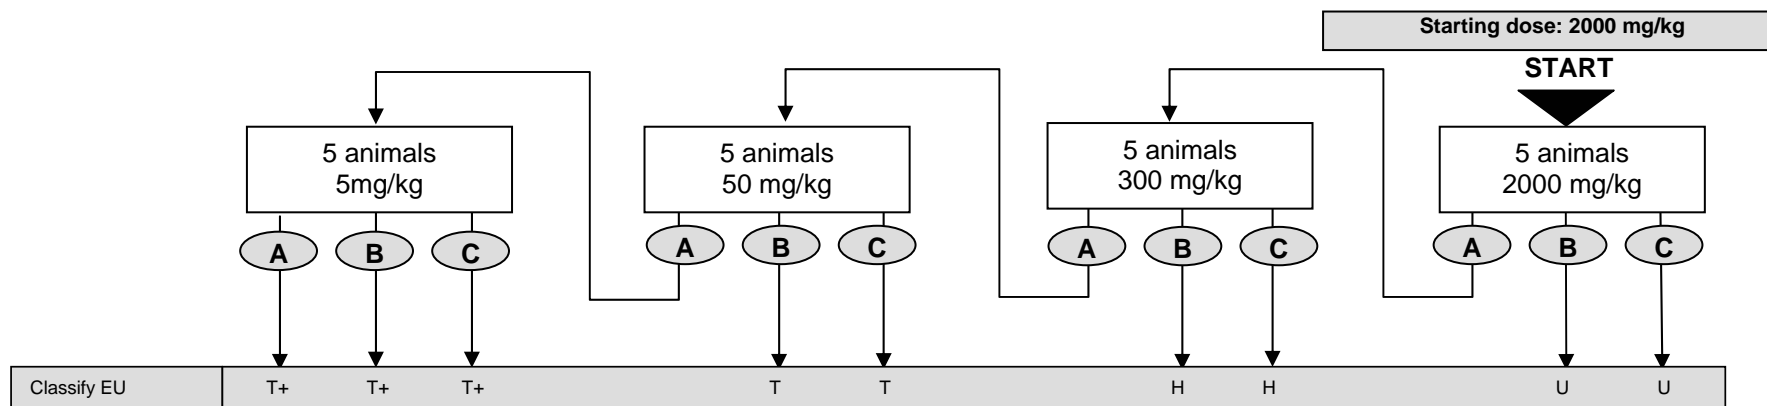 Starting dose: 2000 mg/kg
START
5 animals
5mg/kg
5 animals
50 mg/kg
5 animals
300 mg/kg
5 animals
2000 mg/kg
A B C
A B C
A B C
A B C
Classify EU T+ T+ T+ T T H H U U